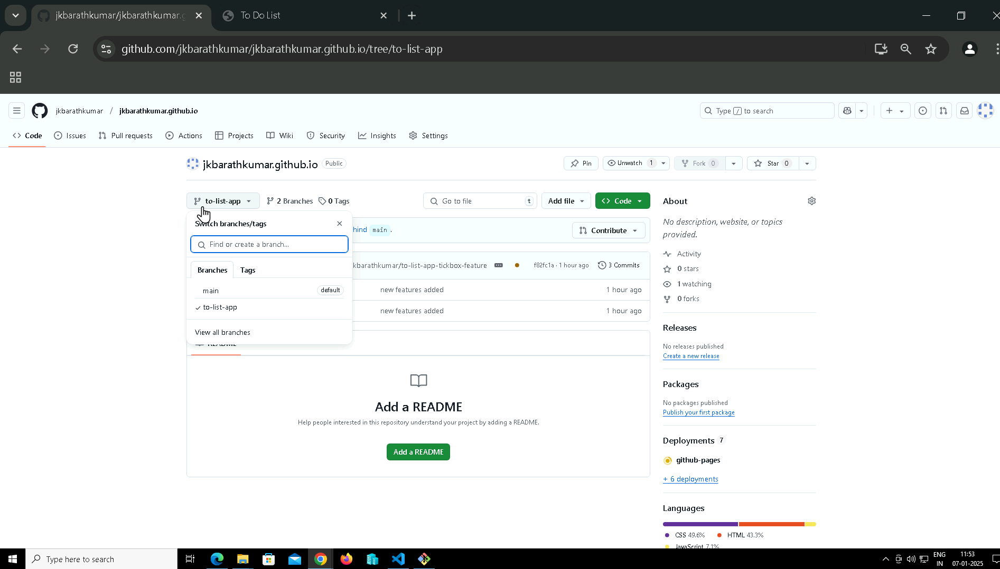 jkbarathkumar/jkbarathkumar.g
To Do List
github.com/jkbarathkumar/jkbarathkumar.github.io/tree/to-list-app
jkbarathkumar / jkbarathkumar.github.io
Type / to search
Code Issues Pull requests Actions Projects Wiki Security Insights Settings
jkbarathkumar.github.io Public
Pin Unwatch 1 Fork 0 Star 0
to-list-app 2 Branches 0 Tags Go to file t Add file Code
Switch branches/tags
hind main .
Contribute
Find or create a branch...
kbarathkumar/to-list-app-tickbox-feature f82fc1a · 1 hour ago 3 Commits
Branches Tags
main default
new features added 1 hour ago
to-list-app
new features added 1 hour ago
View all branches
README
Add a README
Help people interested in this repository understand your project by adding a README.
Add a README
About
No description, website, or topics
provided.
Activity
0 stars
1 watching
0 forks
Releases
No releases published
Create a new release
Packages
No packages published
Publish your first package
Deployments 7
github-pages
+ 6 deployments
Languages
CSS 49.6% HTML 43.3%
JavaScript 7.1%
Type here to search
ENG
IN
11:53
07-01-2025